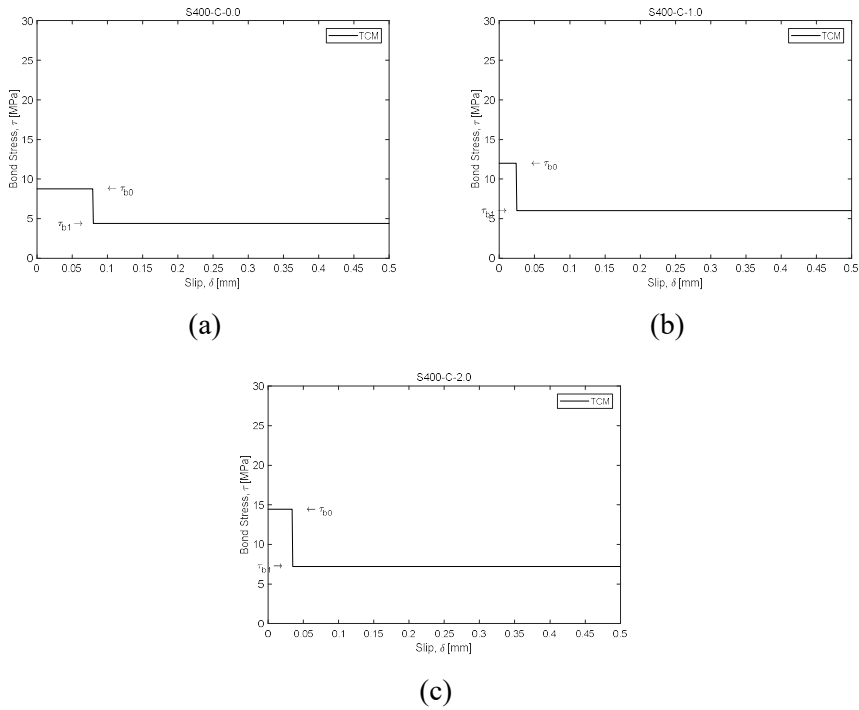 S400-C-0.0
30
25
20
15
10
5
0
Bond Stress, τ [MPa]
TCM
← τb0
τb1 →
0 0.05 0.1 0.15 0.2 0.25 0.3 0.35 0.4 0.45 0.5
Slip, δ [mm]
(a)
S400-C-1.0
30
25
20
15
10
5
0
Bond Stress, τ [MPa]
TCM
← τb0
τb1 →
0 0.05 0.1 0.15 0.2 0.25 0.3 0.35 0.4 0.45 0.5
Slip, δ [mm]
(b)
S400-C-2.0
30
25
20
15
10
5
0
Bond Stress, τ [MPa]
TCM
← τb0
τb1 →
0 0.05 0.1 0.15 0.2 0.25 0.3 0.35 0.4 0.45 0.5
Slip, δ [mm]
(c)